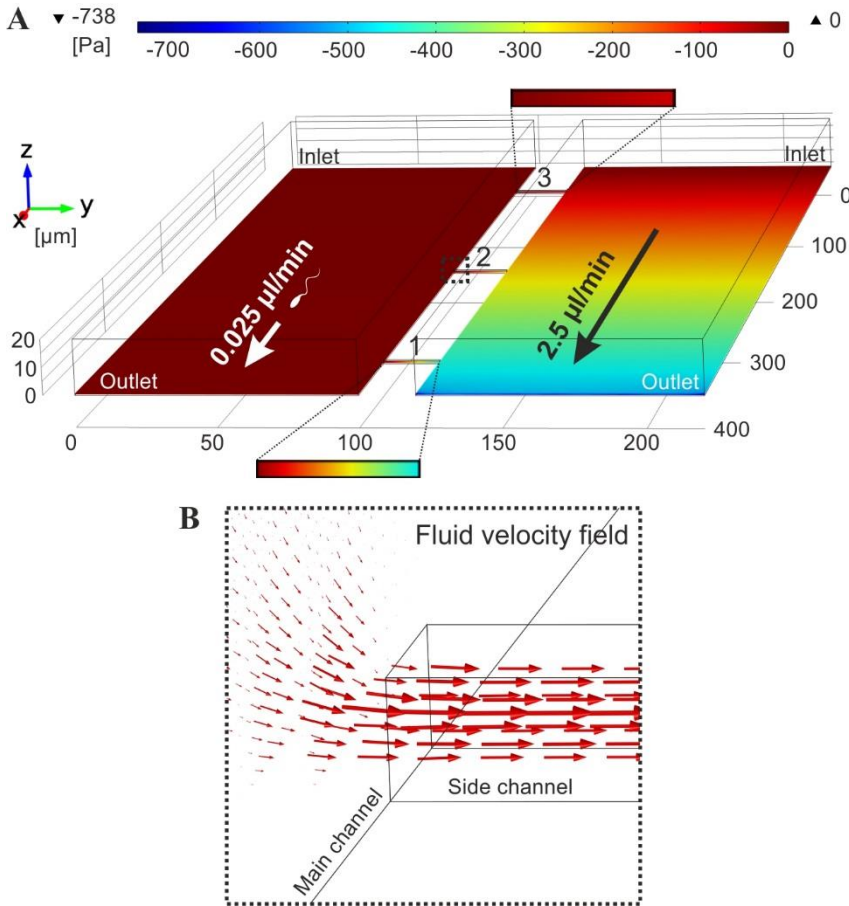 A
▼ -738
▲ 0
[Pa]
-700 -600 -500 -400 -300 -200 -100 0
Inlet
Inlet
z
y
x
[µm]
3
2
1
0
100
200
300
400
0.025 µl/min
2.5 µl/min
20
10
0
Outlet
Outlet
0 50 100 150 200
B
Fluid velocity field
Side channel
Main channel